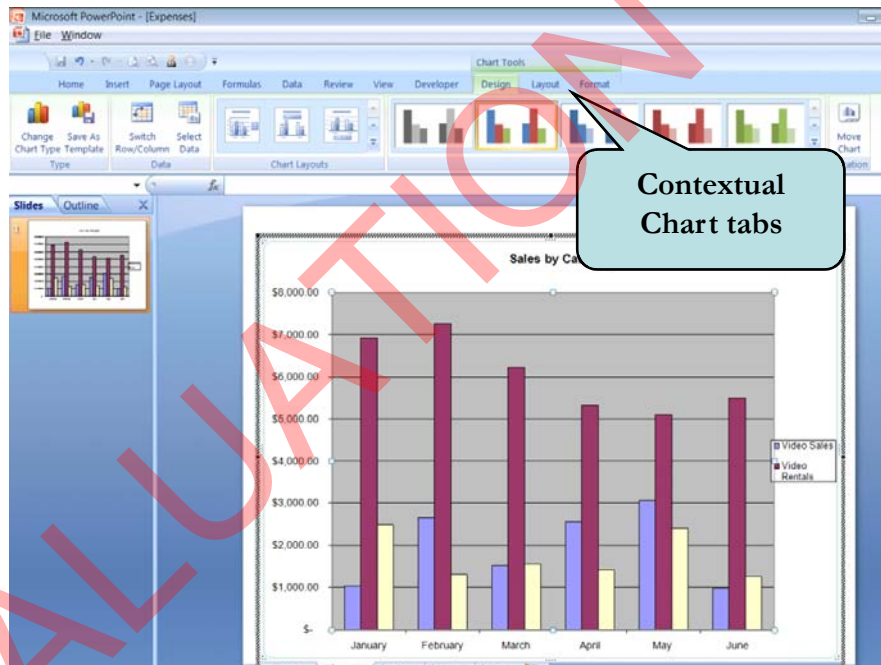 Microsoft PowerPoint - [Expenses]
File Window
Chart Tools
Home Insert Page Layout Formulas Data Review View Developer Design Layout Format
Change Chart Type
Save As Template
Switch Row/Column
Select Data
Move Chart
Type Data Chart Layouts
fx
Slides Outline X
Contextual
Chart tabs
Sales by
$8,000.00
$7,000.00
$6,000.00
$5,000.00
$4,000.00
$3,000.00
$2,000.00
$1,000.00
$-
Video Sales
Video
Rentals
January February March April May June
ALUATION